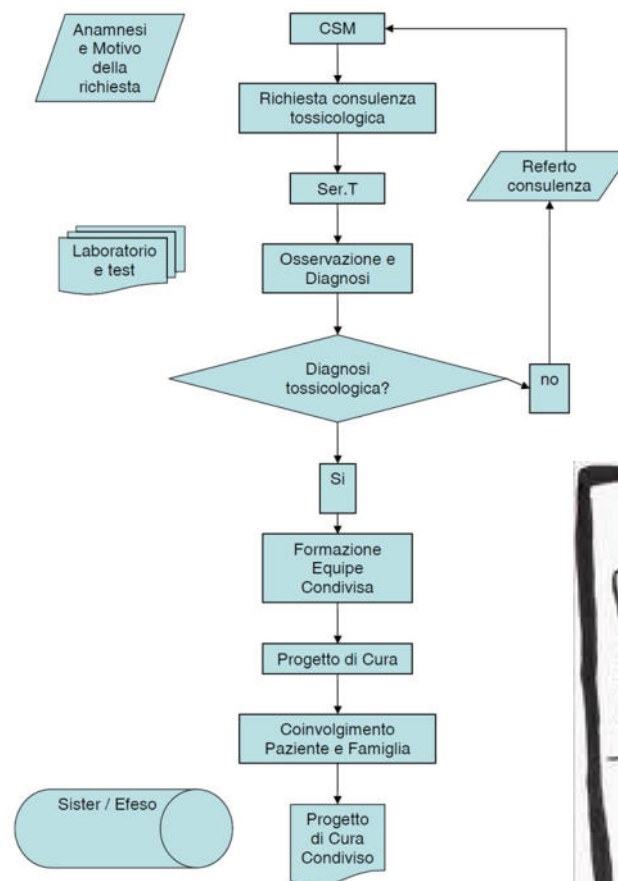 Anamnesi
e Motivo
della
richiesta
CSM
Richiesta consulenza
tossicologica
Referto
consulenza
Ser.T
Laboratorio
e test
Osservazione e
Diagnosi
Diagnosi
tossicologica?
no
Si
Formazione
Equipe
Condivisa
Progetto di Cura
Coinvolgimento
Paziente e Famiglia
Sister / Efeso
Progetto
di Cura
Condiviso